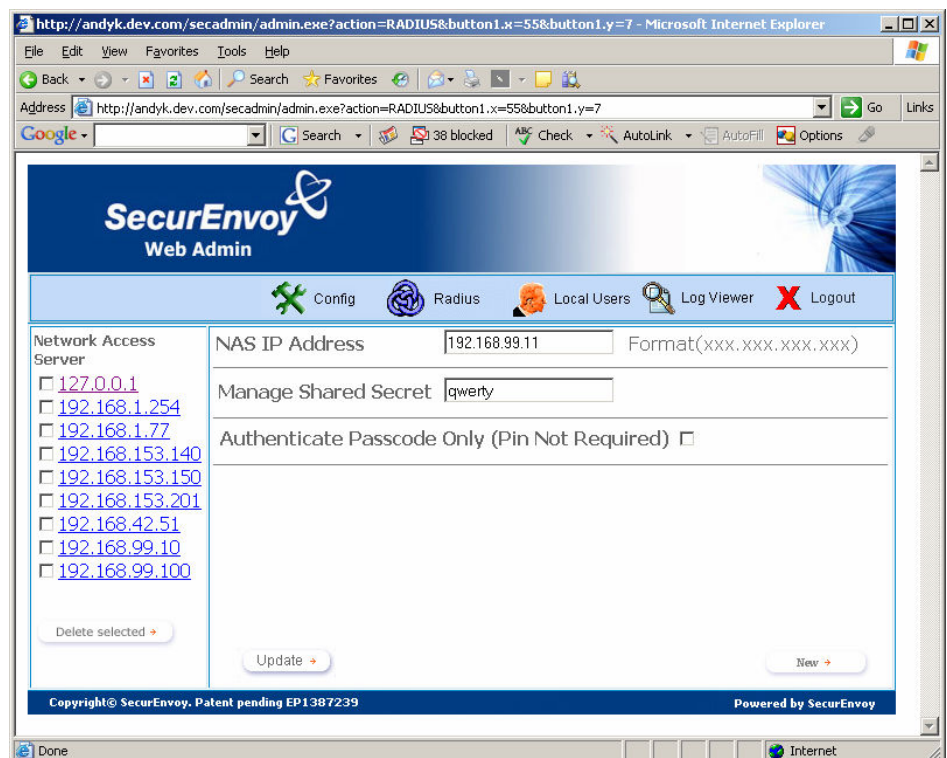 http://andyk.dev.com/secadmin/admin.exe?action=RADIUS&button1.x=55&button1.y=7 - Microsoft Internet Explorer
File Edit View Favorites Tools Help
Back Search Favorites
Address http://andyk.dev.com/secadmin/admin.exe?action=RADIUS&button1.x=55&button1.y=7 Go Links
Google Search 38 blocked ABC Check AutoLink AutoFill Options
SecurEnvoy
Web Admin
Config Radius Local Users Log Viewer Logout
Network Access
Server
127.0.0.1
192.168.1.254
192.168.1.77
192.168.153.140
192.168.153.150
192.168.153.201
192.168.42.51
192.168.99.10
192.168.99.100
Delete selected
NAS IP Address 192.168.99.11 Format(xxx.xxx.xxx.xxx)
Manage Shared Secret qwerty
Authenticate Passcode Only (Pin Not Required)
Update New
Copyright© SecurEnvoy. Patent pending EP1387239 Powered by SecurEnvoy
Done Internet